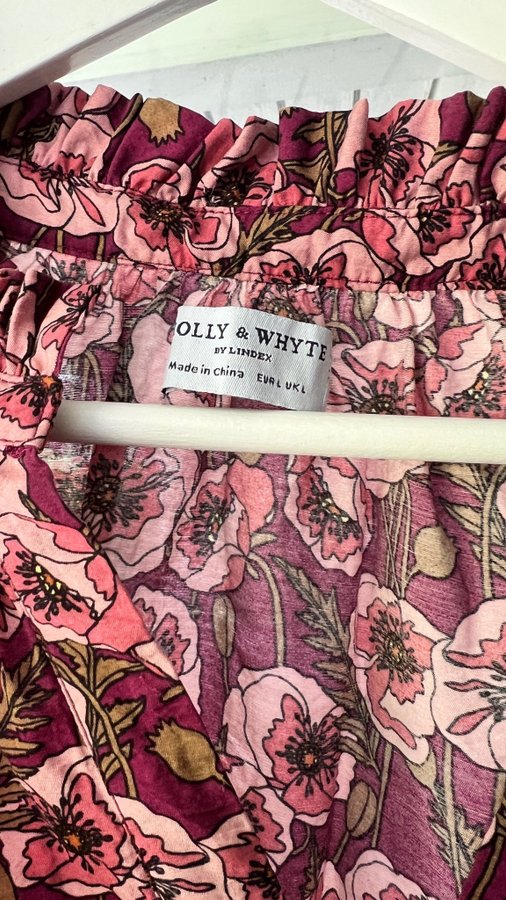 OLLY & WHYTE
BY LINDEX
Made in China EUR L UK L